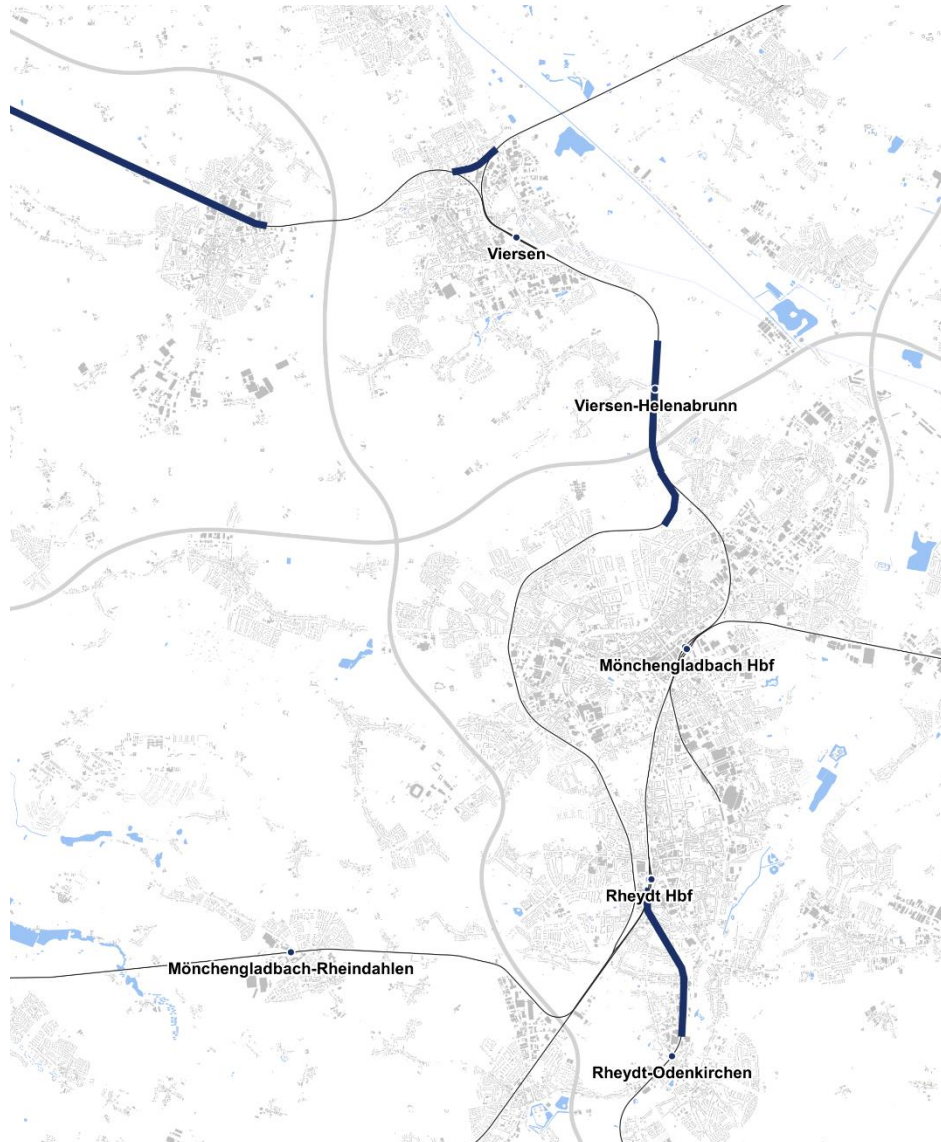 Viersen
Viersen-Helenabrunn
Mönchengladbach Hbf
Rheydt Hbf
Mönchengladbach-Rheindahlen
Rheydt-Odenkirchen